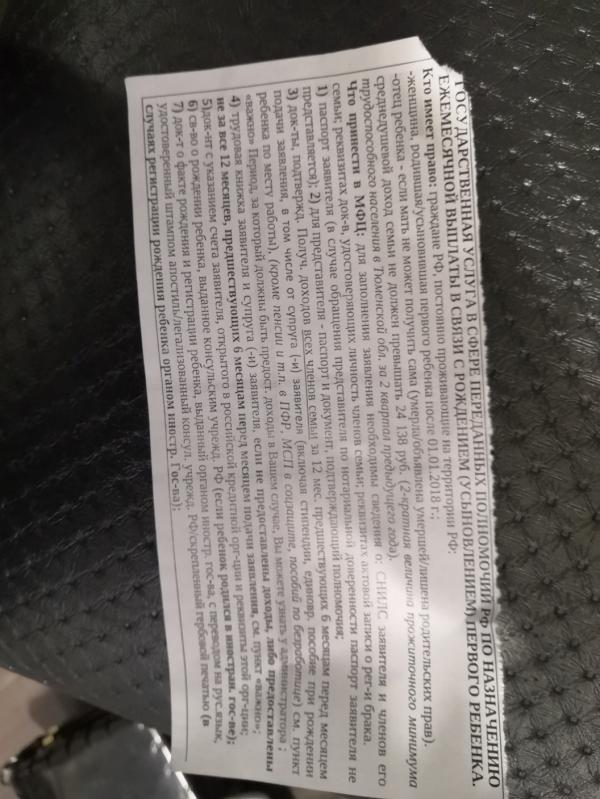 ГОСУДАРСТВЕННАЯ УСЛУГА В СФЕРЕ ПЕРЕДАННЫХ ПОЛНОМОЧИЙ РФ ПО НАЗНАЧЕНИЮ
ЕЖЕМЕСЯЧНОЙ ВЫПЛАТЫ В СВЯЗИ С РОЖДЕНИЕМ (УСЫНОВЛЕНИЕМ) ПЕРВОГО РЕБЕНКА.
Кто имеет право: граждане РФ, постоянно проживающие на территории РФ:
-женщина, родившая/усыновившая первого ребенка после 01.01.2018 г.;
-отец ребенка - если мать не может получить сама (умерла/объявлена умершей/лишена родительских прав).
среднедушевой доход семьи не должен превышать 24 138 руб. (2-кратная величина прожиточного минимума
трудоспособного населения в Тюменской обл. за 2 квартал предыдущего года).
Что принести в МФЦ: для заполнения заявления необходимы сведения о: СНИЛС заявителя и членов его
семьи; реквизитах док-в, удостоверяющих личность членов семьи; реквизитах актовой записи о рег-и брака.
1) паспорт заявителя (в случае обращения представителя по нотариальной доверенности паспорт заявителя не
представляется); 2) для представителя - паспорт и документ, подтверждающий полномочия;
3) док-ты, подтвержд. Получ. доходов всех членов семьи за 12 мес. предшествующих 6 месяцам перед месяцем
подачи заявления, в том числе от супруга (-и) заявителя (включая стипендии, единовр. пособие при рождении
ребенка по месту работы), (кроме пенсии и т.п. в ПФР, МСП в соцзащите, пособий по безработице) см. пункт
«важно» Период, за который должны быть предост. доходы в Вашем случае, Вы можете узнать у администратора ;
4) трудовая книжка заявителя и супруга (-и) заявителя, если не предоставлены доходы, либо предоставлены
не за все 12 месяцев, предшествующих 6 месяцам перед месяцем подачи заявления, см. пункт «важно»;
5)док-нт с указанием счета заявителя, открытого в российской кредитной орг-ции и реквизиты этой орг-ции;
6) св-во о рождении ребенка, выданное консульским учрежд. РФ (если ребенок родился в иностран. гос-ве);
7) док-т о факте рождения и регистрации ребенка, выданный органом иностр. гос-ва, с переводом на рус.язык,
удостоверенный штампом апостиль/легализованный консул. учрежд. РФ/скрепленный гербовой печатью (в
случаях регистрации рождения ребенка органом иностр. Гос-ва);